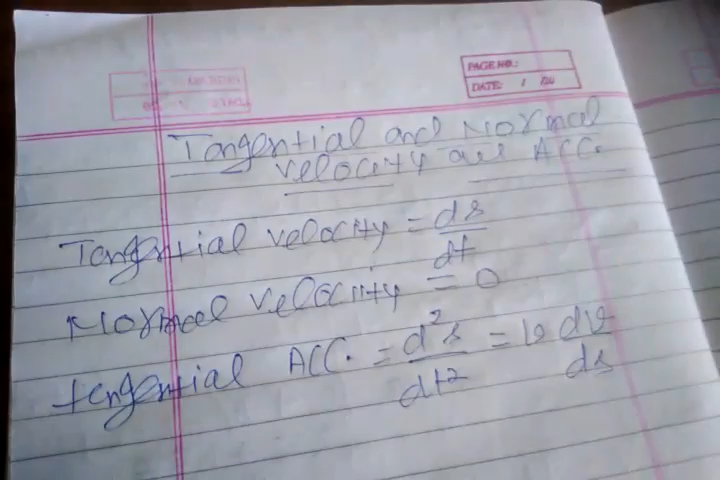 PAGE NO.:
DATE: / /20
Tangential and Normal
velocity and ACC.
Tangential velocity = ds/dt
Normal velocity = 0
tengential ACC. = d²s/dt² = v dv/ds